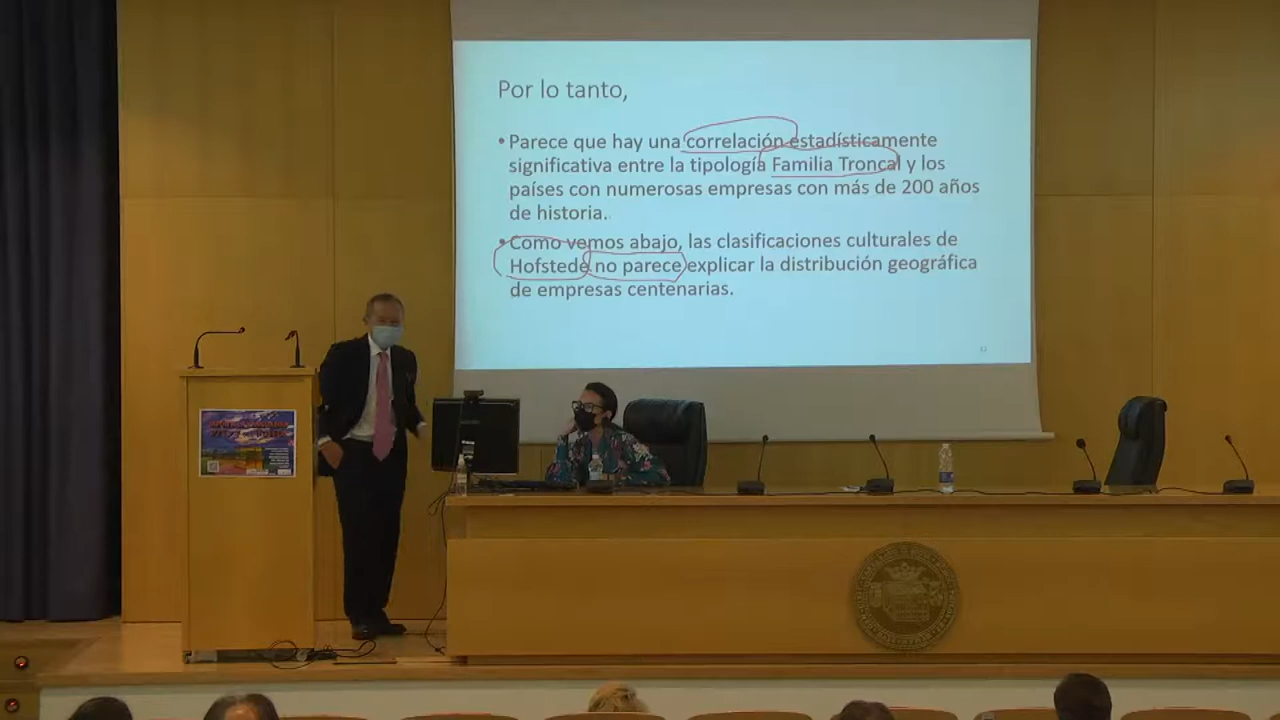 Por lo tanto,
• Parece que hay una correlación estadísticamente
significativa entre la tipología Familia Troncal y los
países con numerosas empresas con más de 200 años
de historia.
• Como vemos abajo, las clasificaciones culturales de
Hofstede no parece explicar la distribución geográfica
de empresas centenarias.